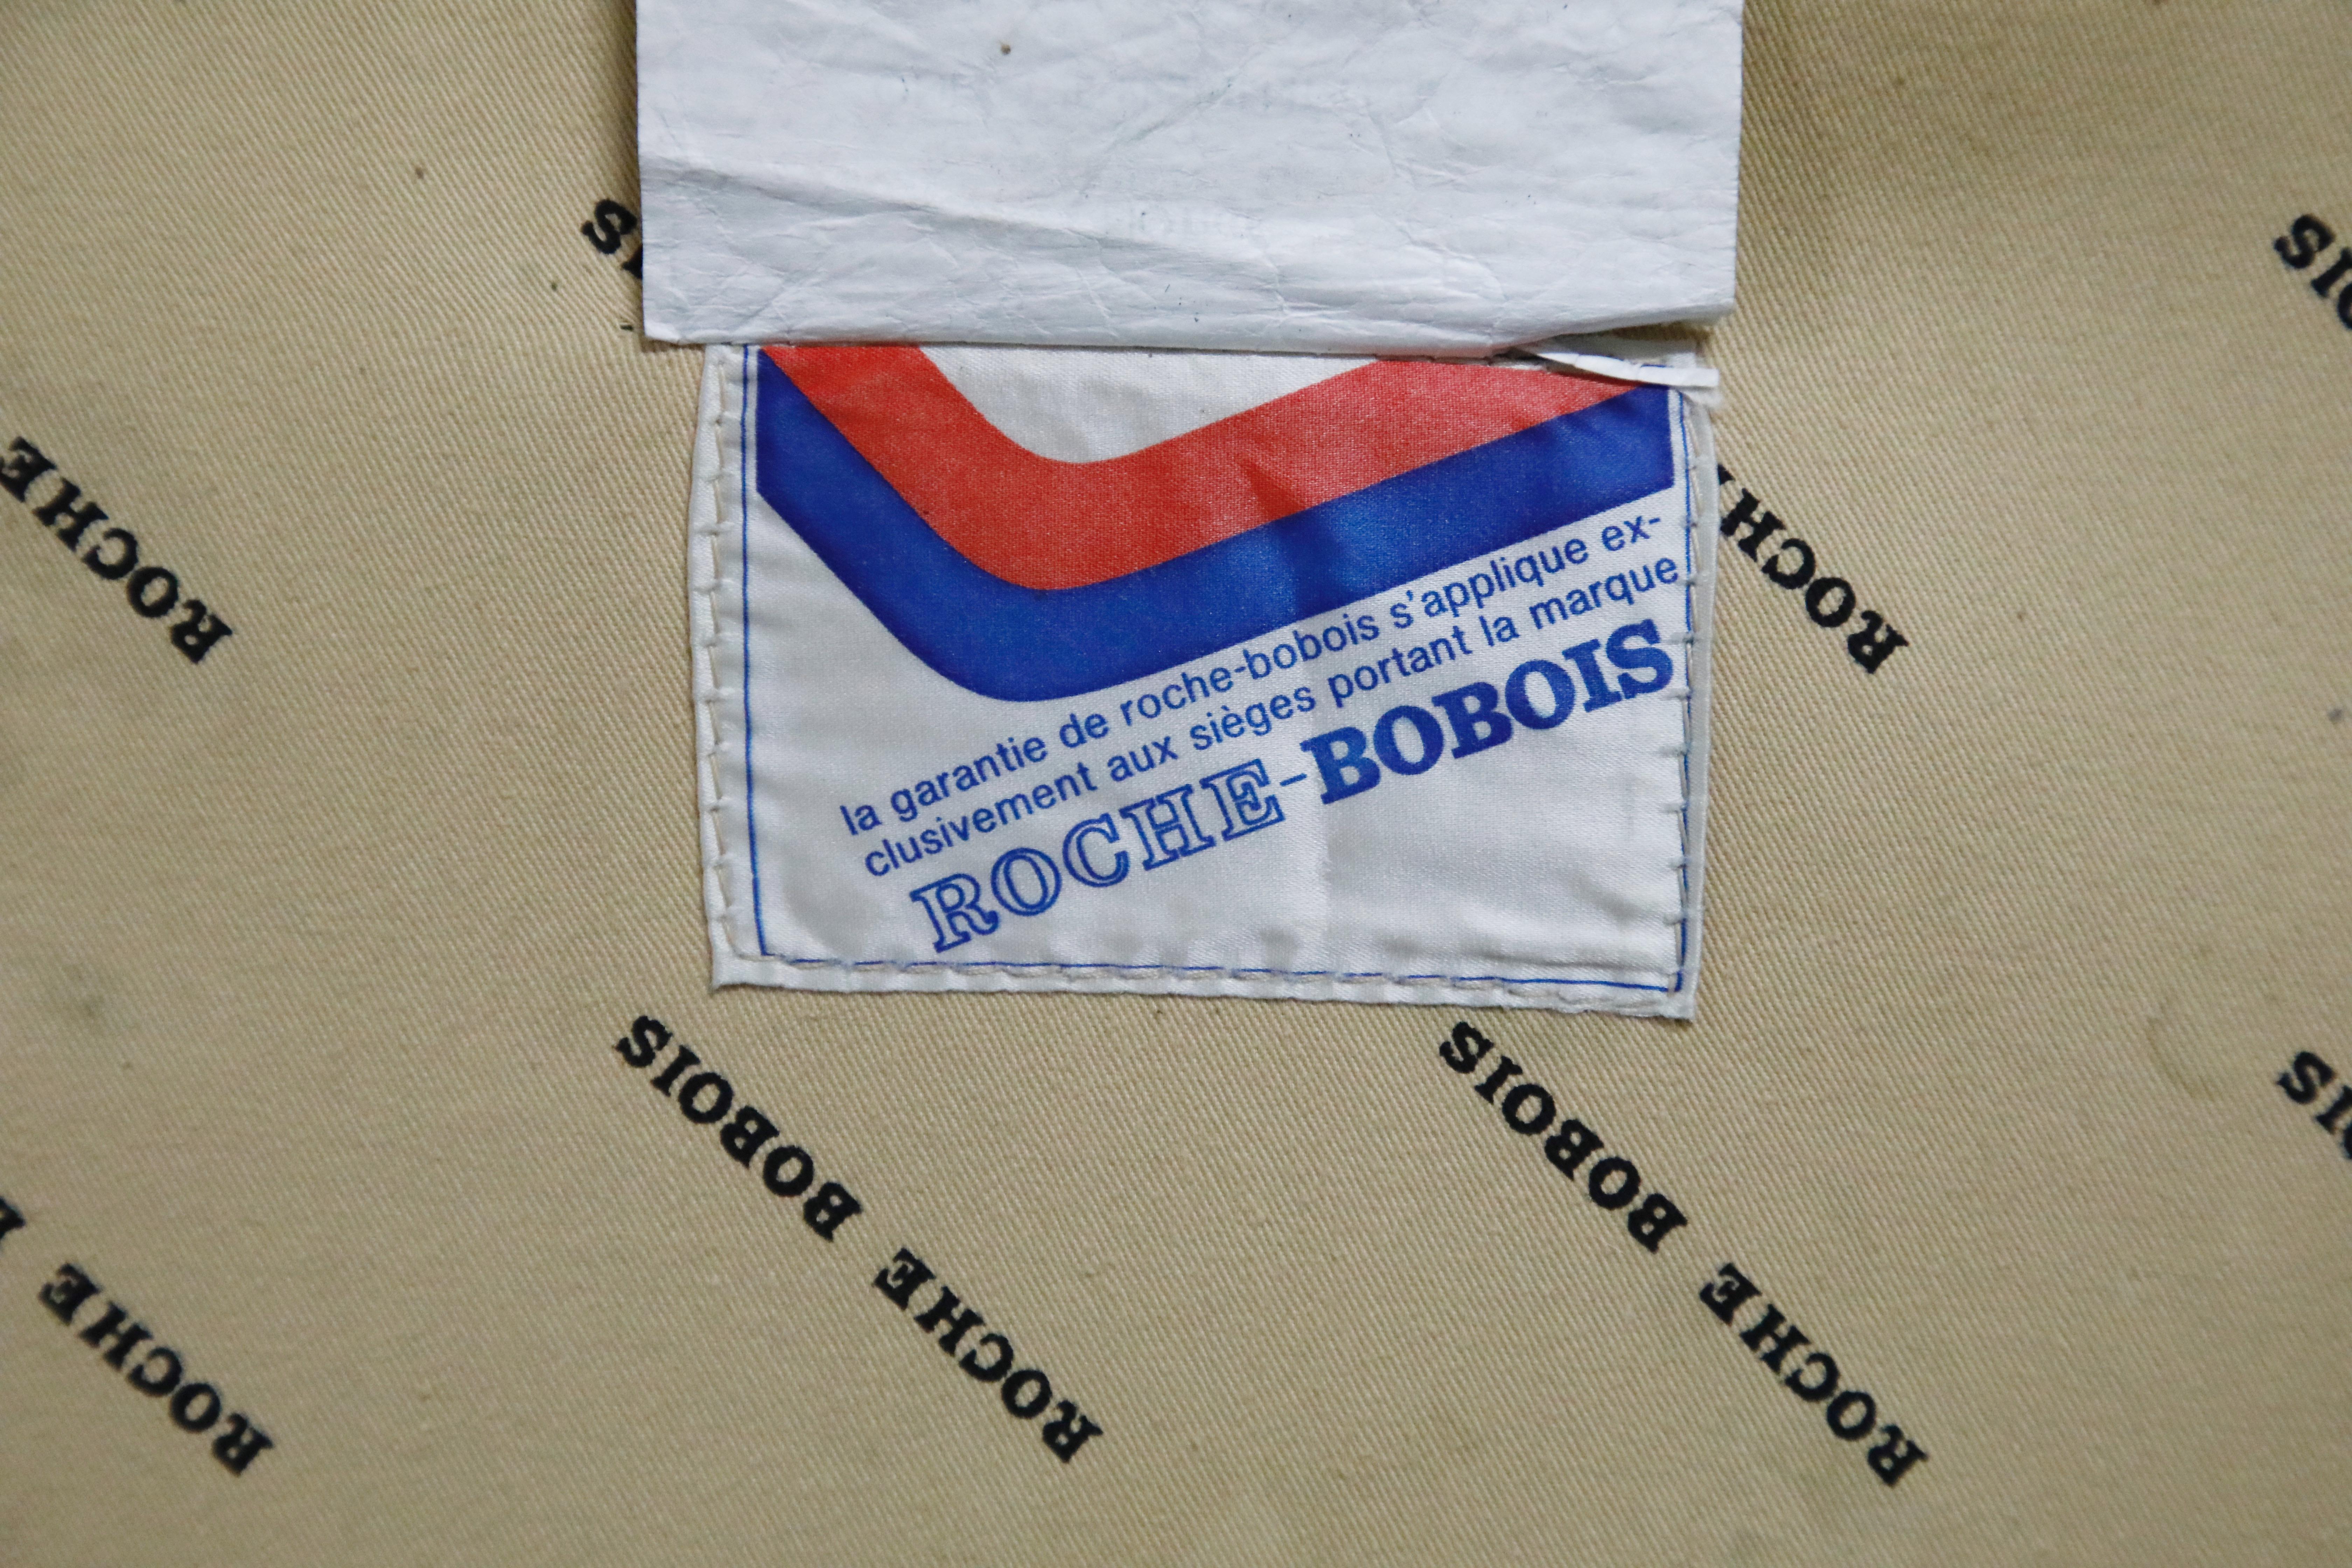 la garantie de roche-bobois s'applique ex-
clusivement aux sièges portant la marque
ROCHE-BOBOIS
ROCHE
ROCHE
ROCHE BOBOIS
ROCHE BOBOIS
ROCHE